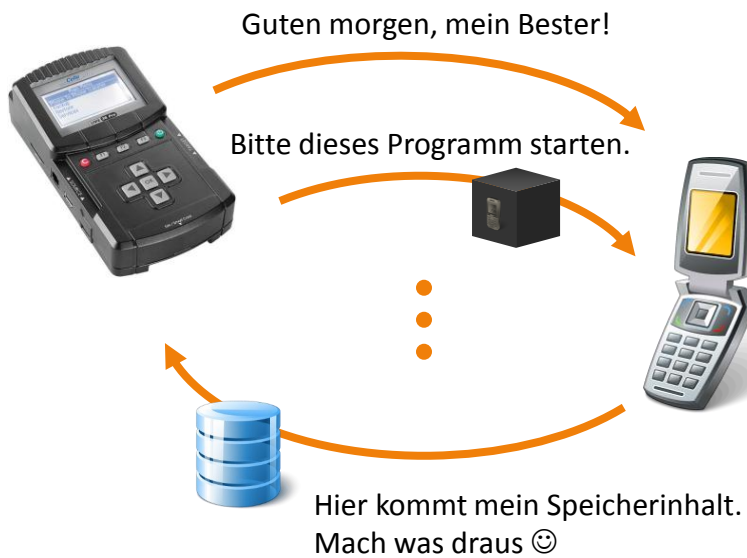 Guten morgen, mein Bester!
Bitte dieses Programm starten.
Hier kommt mein Speicherinhalt.
Mach was draus ☺